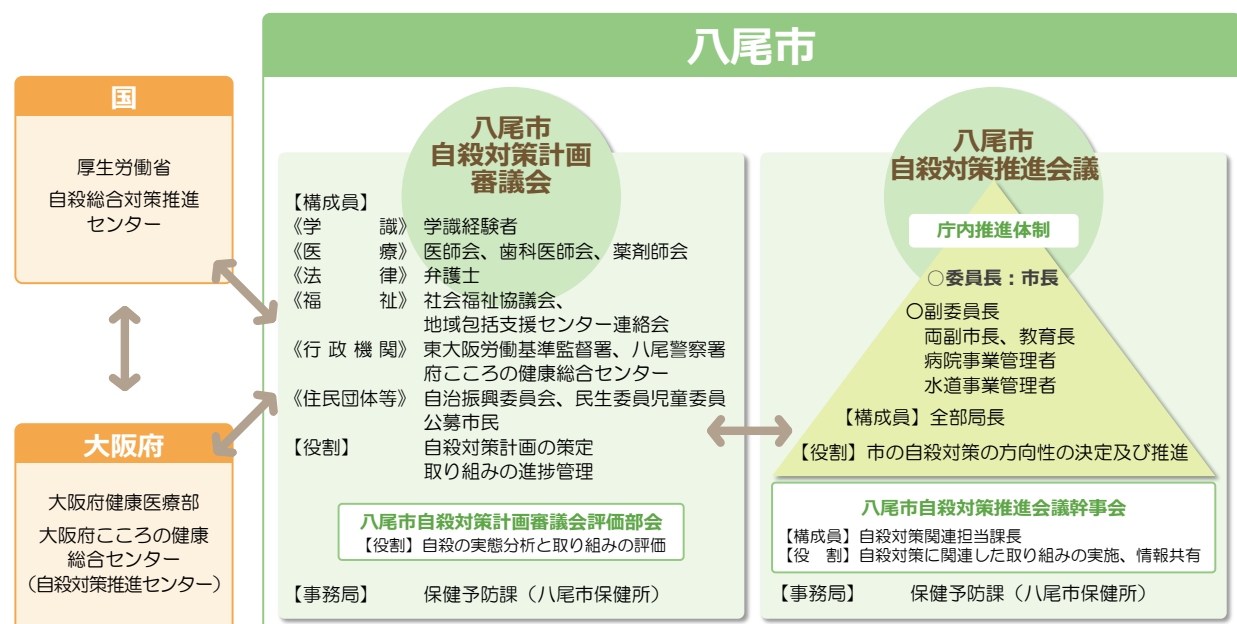 八尾市
国
厚生労働省
自殺総合対策推進
センター
大阪府
大阪府健康医療部
大阪府こころの健康
総合センター
(自殺対策推進センター)
八尾市
自殺対策計画
審議会
【構成員】
《学　識》 学識経験者
《医　療》 医師会、歯科医師会、薬剤師会
《法　律》 弁護士
《福　祉》 社会福祉協議会、
地域包括支援センター連絡会
《行政機関》 東大阪労働基準監督署、八尾警察署
府こころの健康総合センター
《住民団体等》 自治振興委員会、民生委員児童委員
公募市民
【役割】 自殺対策計画の策定
取り組みの進捗管理
八尾市自殺対策計画審議会評価部会
【役割】自殺の実態分析と取り組みの評価
【事務局】 保健予防課（八尾市保健所）
八尾市
自殺対策推進会議
庁内推進体制
○委員長：市長
〇副委員長
両副市長、教育長
病院事業管理者
水道事業管理者
【構成員】全部局長
【役割】市の自殺対策の方向性の決定及び推進
八尾市自殺対策推進会議幹事会
【構成員】自殺対策関連担当課長
【役　割】自殺対策に関連した取り組みの実施、情報共有
【事務局】 保健予防課（八尾市保健所）